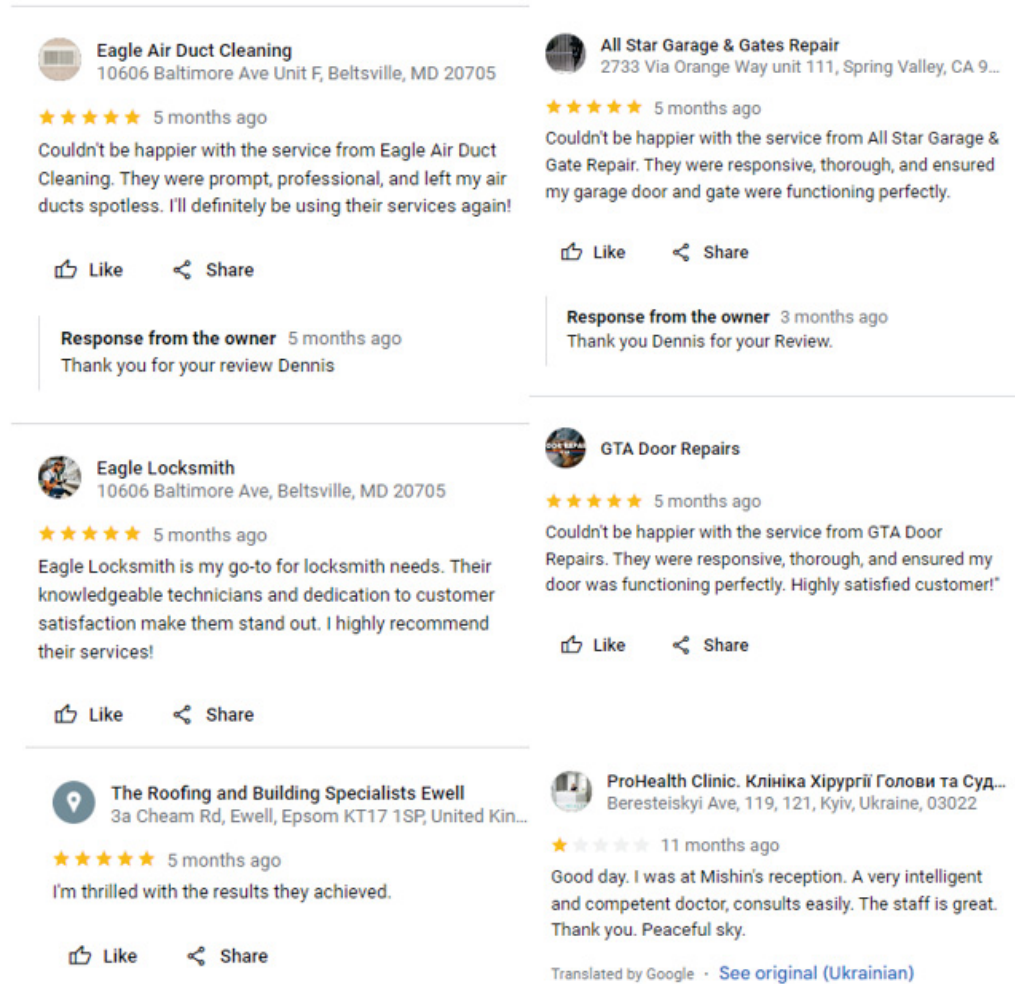 Eagle Air Duct Cleaning
10606 Baltimore Ave Unit F, Beltsville, MD 20705
5 months ago
Couldn't be happier with the service from Eagle Air Duct
Cleaning. They were prompt, professional, and left my air
ducts spotless. I'll definitely be using their services again!
Like Share
Response from the owner 5 months ago
Thank you for your review Dennis
Eagle Locksmith
10606 Baltimore Ave, Beltsville, MD 20705
5 months ago
Eagle Locksmith is my go-to for locksmith needs. Their
knowledgeable technicians and dedication to customer
satisfaction make them stand out. I highly recommend
their services!
Like Share
The Roofing and Building Specialists Ewell
3a Cheam Rd, Ewell, Epsom KT17 1SP, United Kin...
5 months ago
I'm thrilled with the results they achieved.
Like Share
All Star Garage & Gates Repair
2733 Via Orange Way unit 111, Spring Valley, CA 9...
5 months ago
Couldn't be happier with the service from All Star Garage &
Gate Repair. They were responsive, thorough, and ensured
my garage door and gate were functioning perfectly.
Like Share
Response from the owner 3 months ago
Thank you Dennis for your Review.
GTA Door Repairs
5 months ago
Couldn't be happier with the service from GTA Door
Repairs. They were responsive, thorough, and ensured my
door was functioning perfectly. Highly satisfied customer!"
Like Share
ProHealth Clinic. Клініка Хірургії Голови та Суд...
Beresteiskyi Ave, 119, 121, Kyiv, Ukraine, 03022
11 months ago
Good day. I was at Mishin's reception. A very intelligent
and competent doctor, consults easily. The staff is great.
Thank you. Peaceful sky.
Translated by Google · See original (Ukrainian)